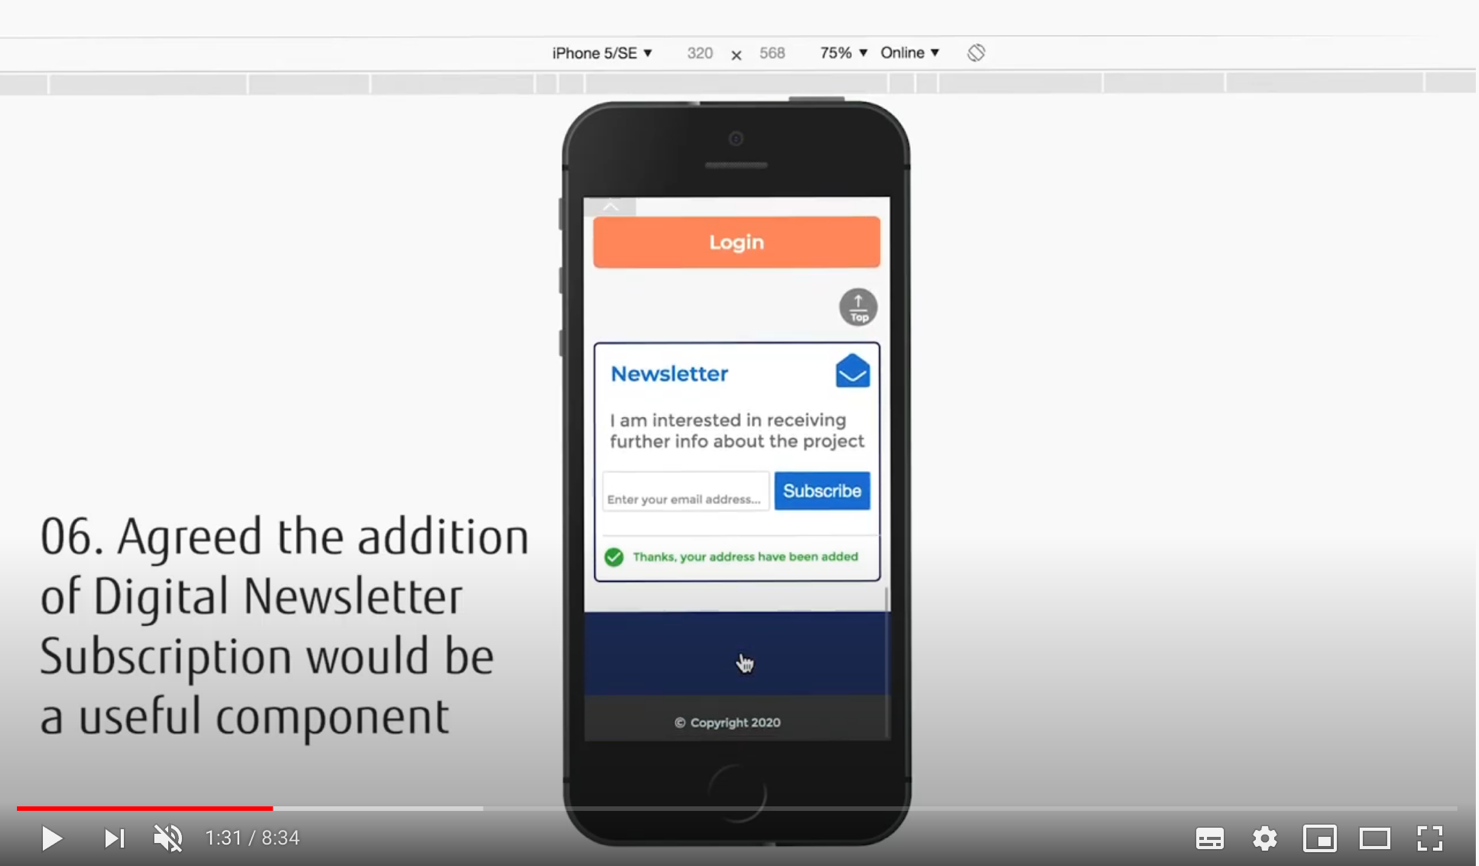 iPhone 5/SE ▼ 320 × 568 75% ▼ Online ▼
Login
Top
Newsletter
I am interested in receiving
further info about the project
Enter your email address...
Subscribe
Thanks, your address have been added
© Copyright 2020
06. Agreed the addition
of Digital Newsletter
Subscription would be
a useful component
1:31 / 8:34